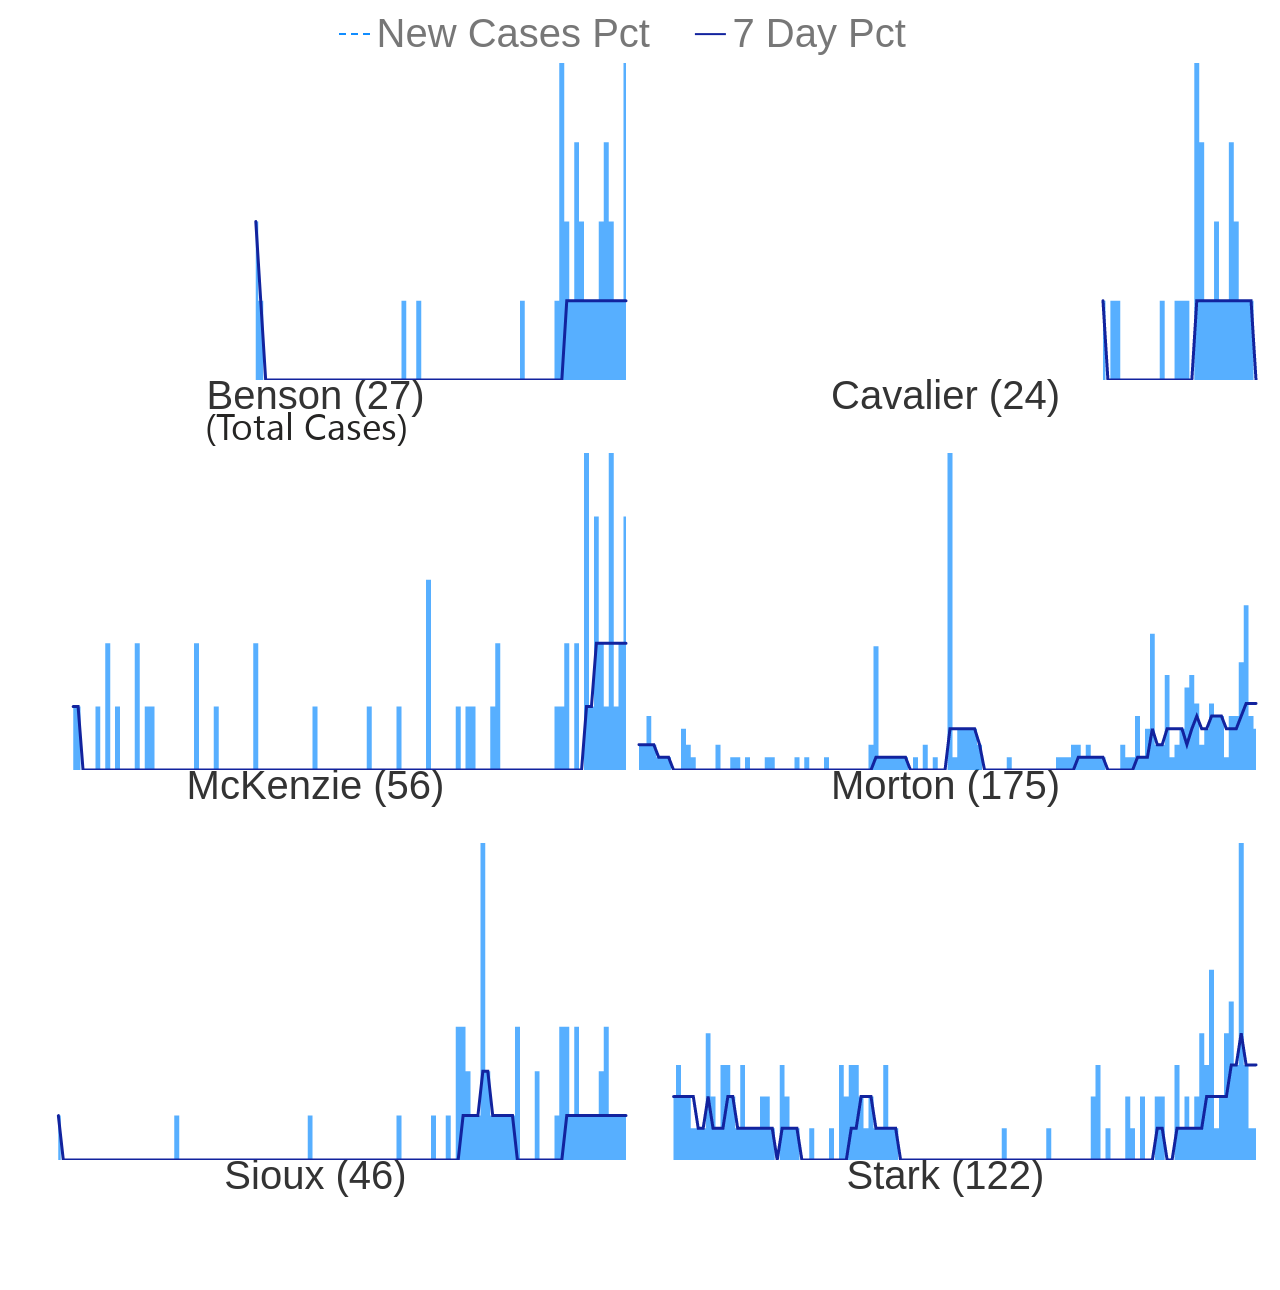 New Cases Pct 7 Day Pct
Benson (27) Cavalier (24)
(Total Cases)
McKenzie (56) Morton (175)
Sioux (46) Stark (122)